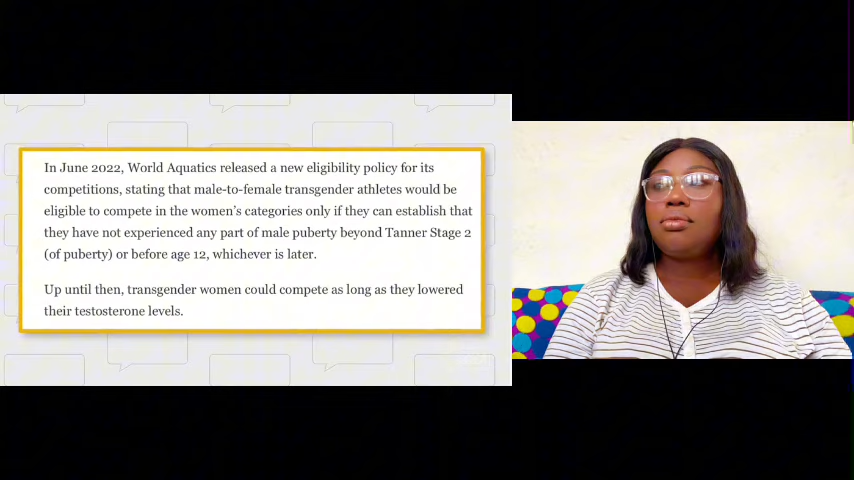 In June 2022, World Aquatics released a new eligibility policy for its
competitions, stating that male-to-female transgender athletes would be
eligible to compete in the women's categories only if they can establish that
they have not experienced any part of male puberty beyond Tanner Stage 2
(of puberty) or before age 12, whichever is later.
Up until then, transgender women could compete as long as they lowered
their testosterone levels.